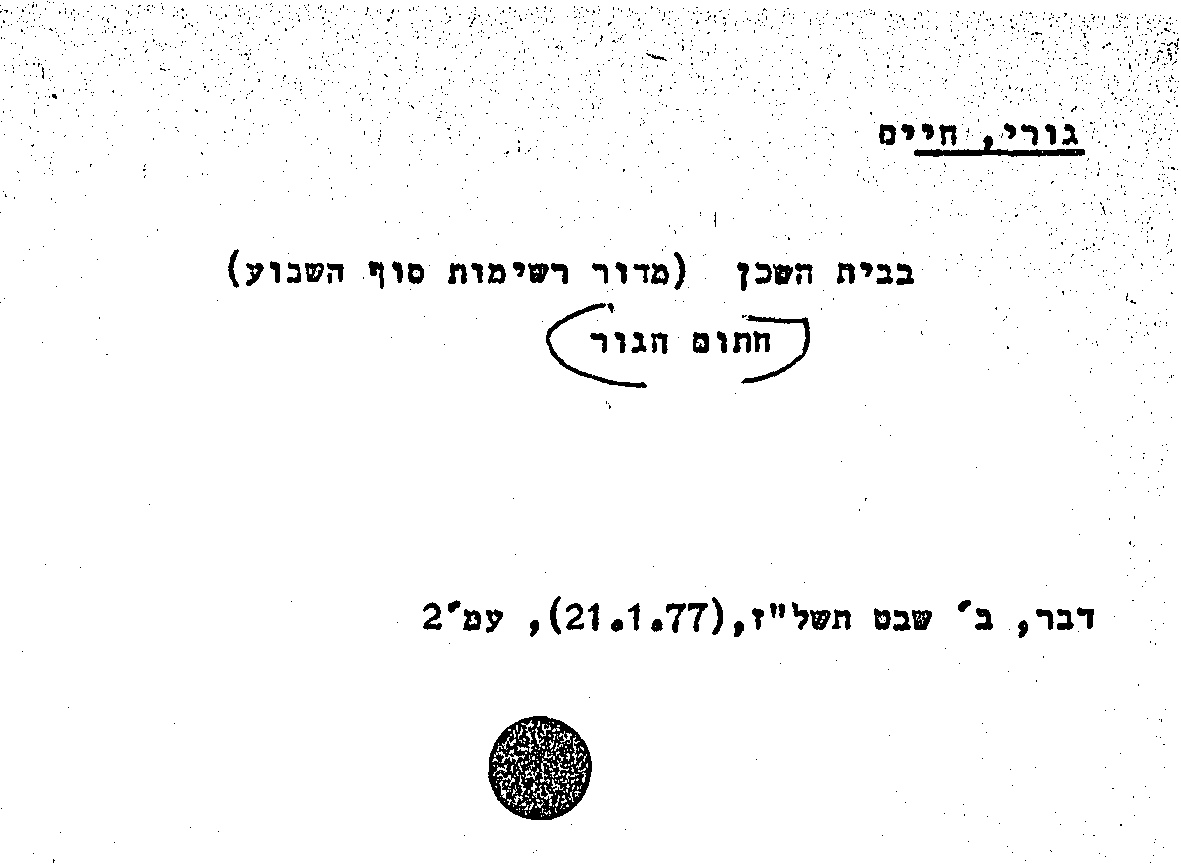 גורי, חיים
בבית השכן (מדור רשימות סוף השבוע)
חתום הגור
דבר, ב׳ שבט תשל"ז,(21.1.77), עמ׳2